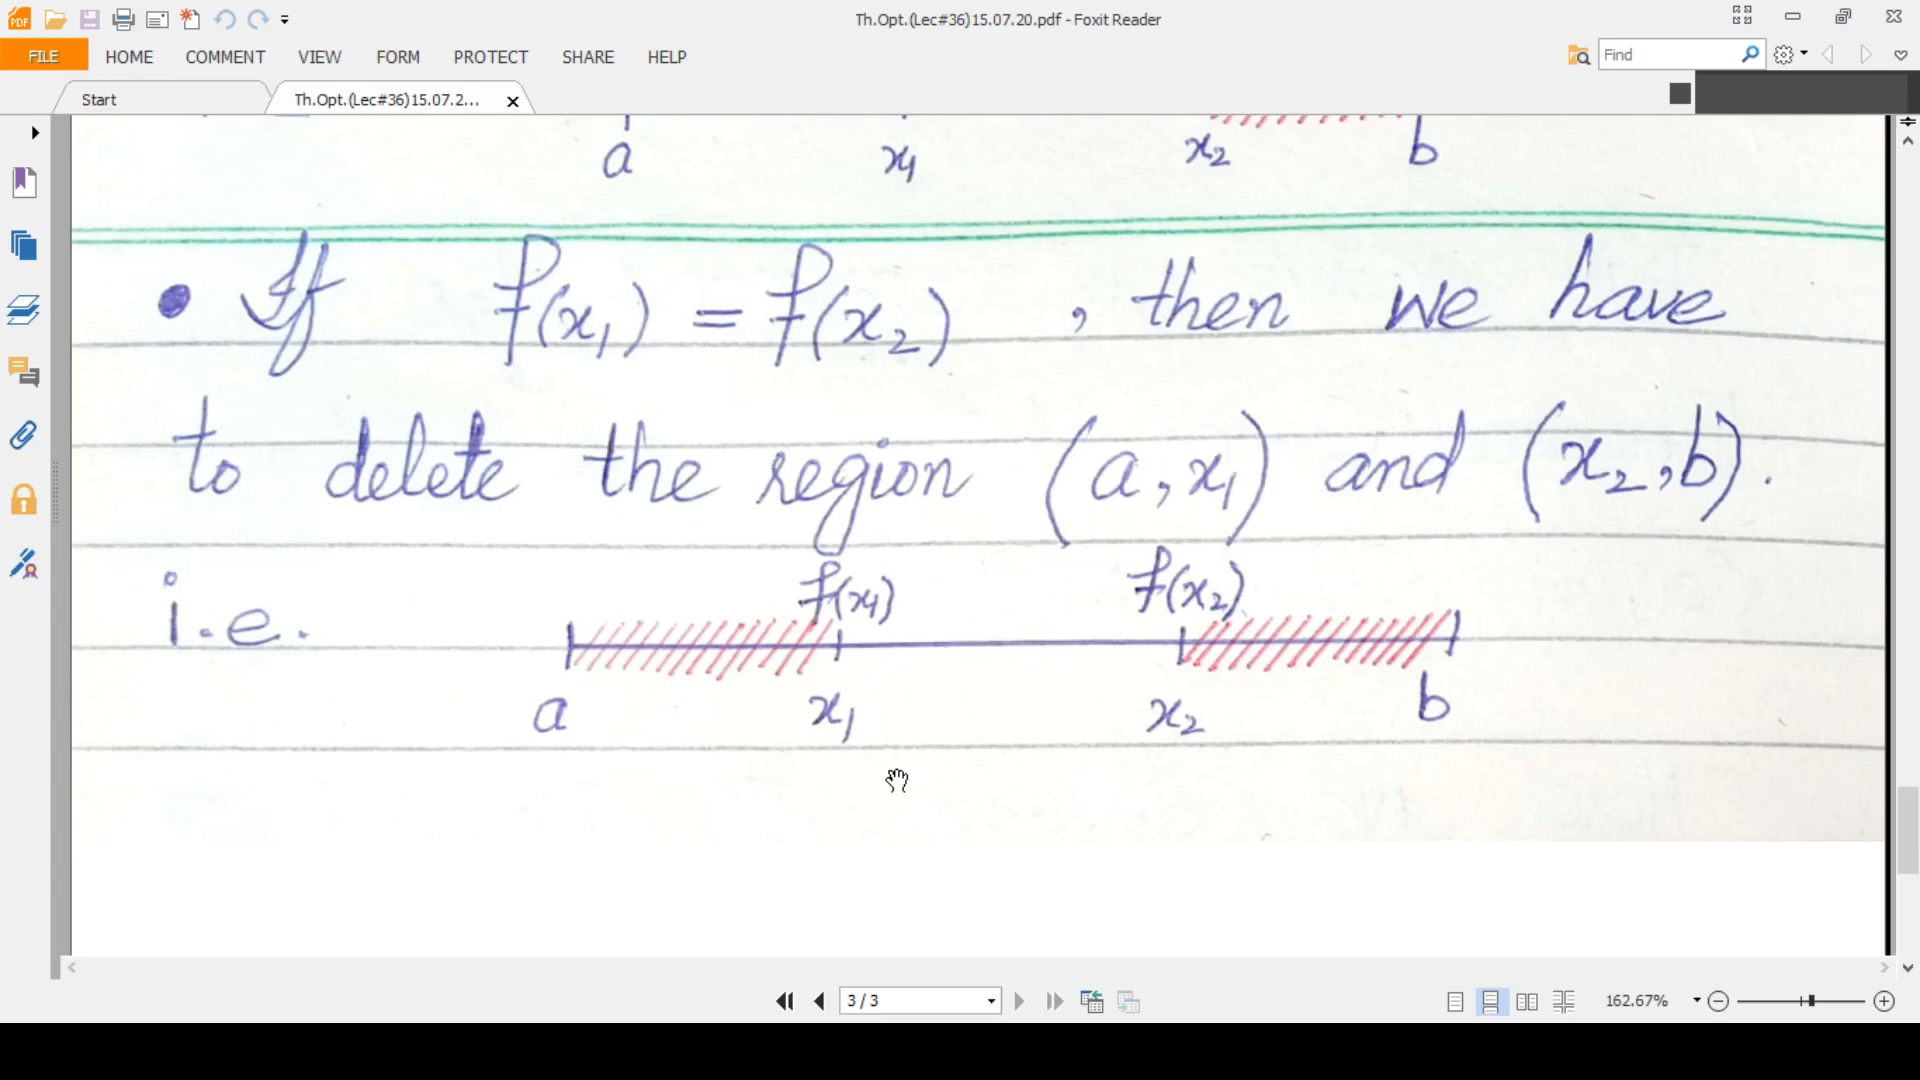 Th.Opt.(Lec#36)15.07.20.pdf - Foxit Reader
FILE HOME COMMENT VIEW FORM PROTECT SHARE HELP Find
Start Th.Opt.(Lec#36)15.07.2...
a x1 x2 b
• If f(x1) = f(x2) , then we have
to delete the region (a, x1) and (x2, b).
f(x1) f(x2)
i.e.
a x1 x2 b
3 / 3 162.67%